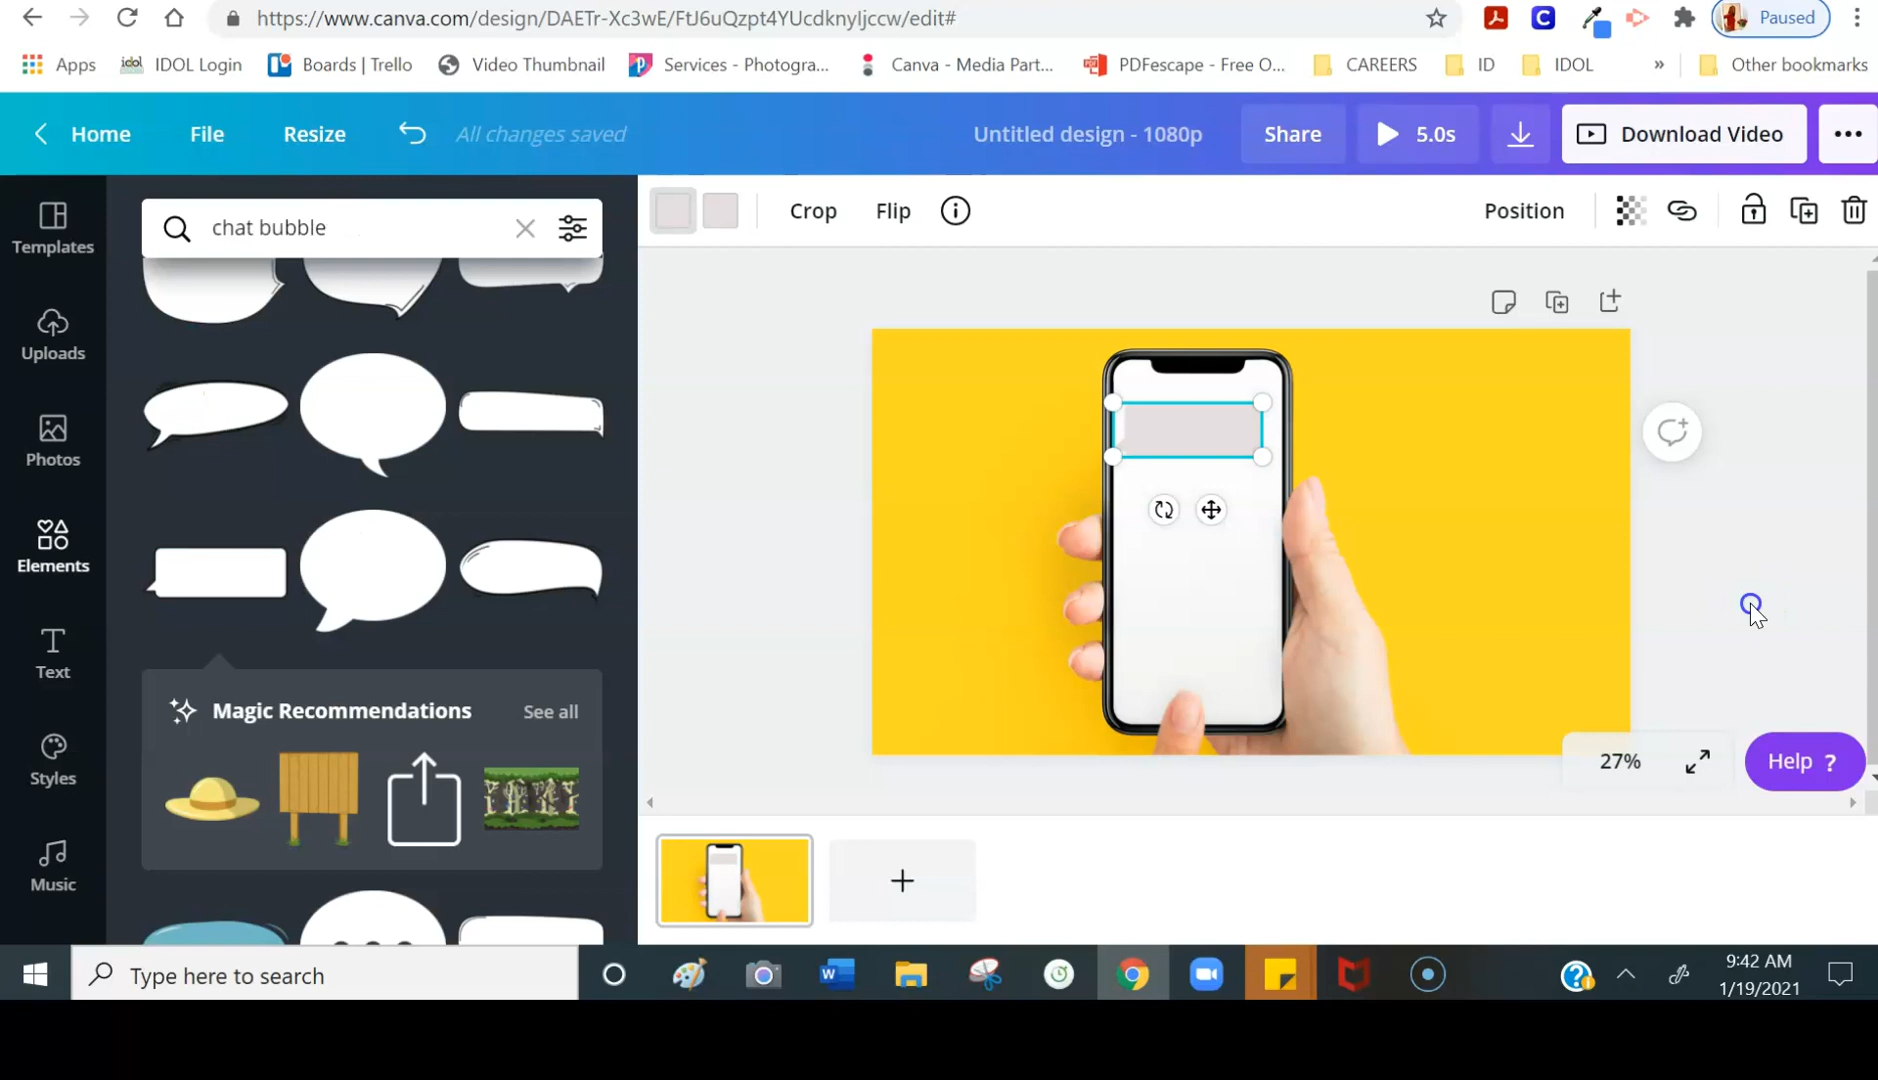 https://www.canva.com/design/DAETr-Xc3wE/FtJ6uQzpt4YUcdknyIjccw/edit#
Paused
Apps
idol IDOL Login
Boards | Trello
Video Thumbnail
Services - Photogra...
Canva - Media Part...
PDF PDFescape - Free O...
CAREERS
ID
IDOL
»
Other bookmarks
Home
File
Resize
All changes saved
Untitled design - 1080p
Share
5.0s
Download Video
Templates
chat bubble
Crop
Flip
Position
Uploads
Photos
Elements
Text
Magic Recommendations
See all
Styles
27%
Help ?
Music
Type here to search
9:42 AM
1/19/2021